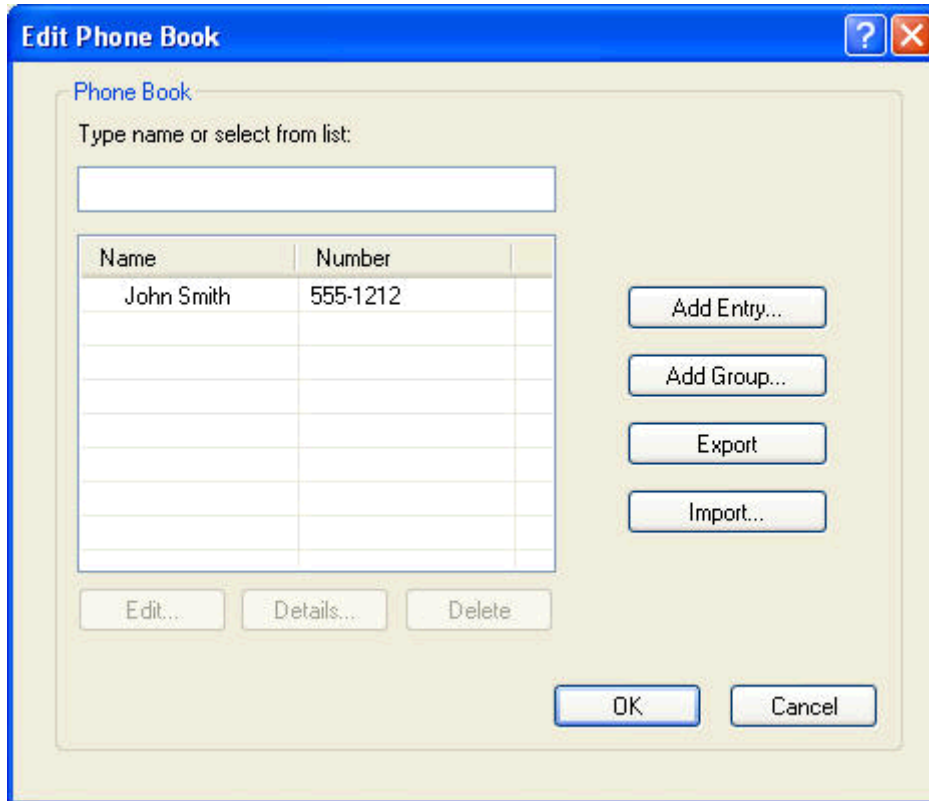 Edit Phone Book
?
Phone Book
Type name or select from list:
Name Number
John Smith 555-1212
Add Entry...
Add Group...
Export
Import...
Edit... Details... Delete
OK Cancel